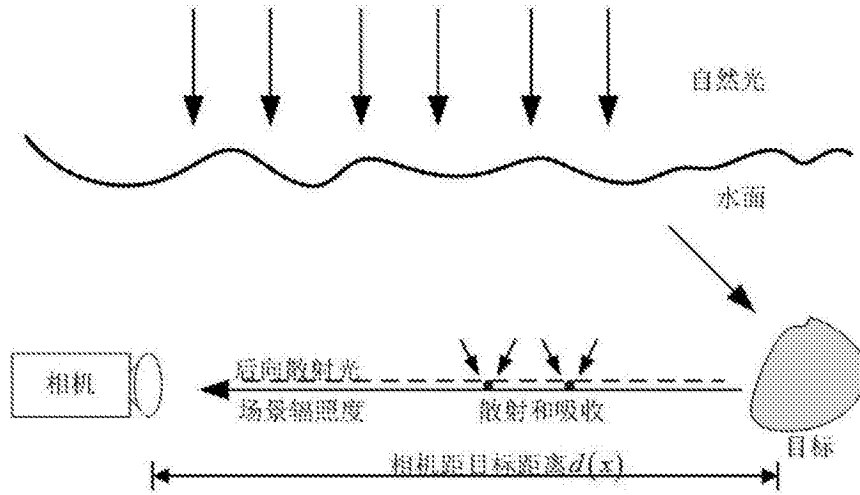 自然光
水面
后向散射光
相机
场景辐照度
散射和吸收
目标
相机距目标距离d(x)